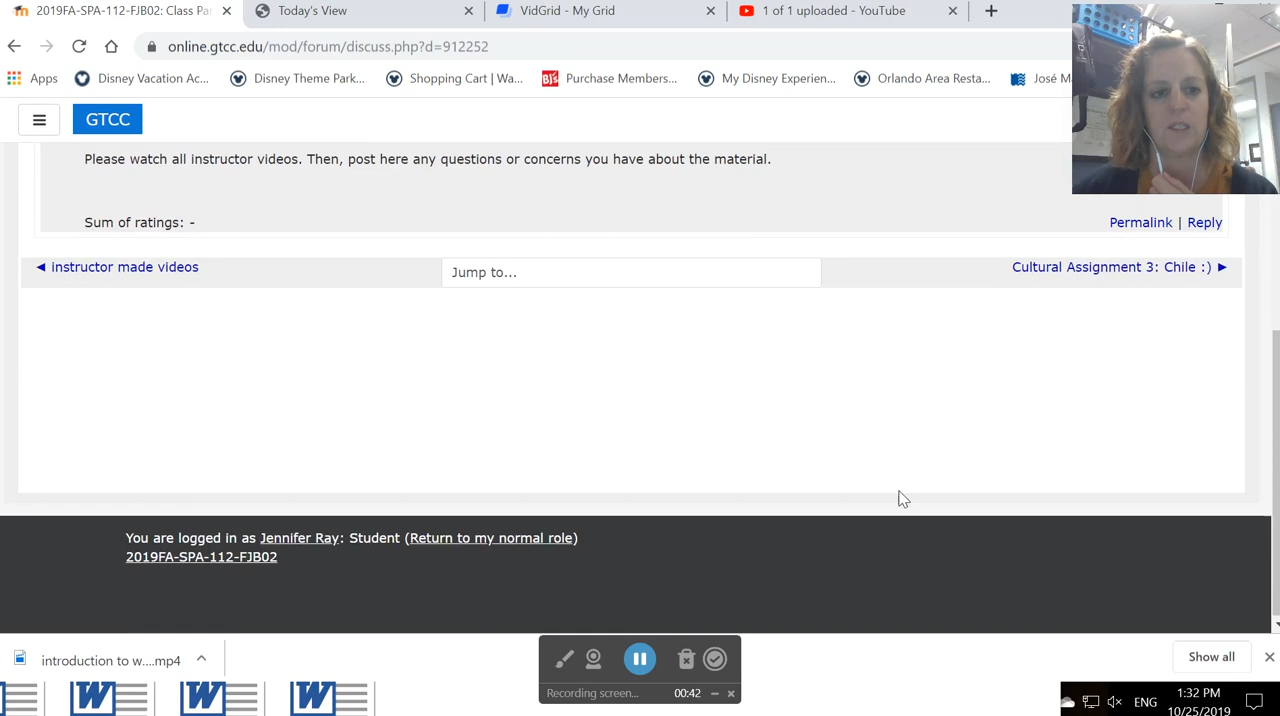 2019FA-SPA-112-FJB02: Class Par
Today's View
VidGrid - My Grid
1 of 1 uploaded - YouTube
online.gtcc.edu/mod/forum/discuss.php?d=912252
Apps
Disney Vacation Ac...
Disney Theme Park...
Shopping Cart | Wa...
BJ's
Purchase Members...
My Disney Experien...
Orlando Area Resta...
José M
GTCC
Please watch all instructor videos. Then, post here any questions or concerns you have about the material.
Sum of ratings: -
Permalink | Reply
◄ instructor made videos
Jump to...
Cultural Assignment 3: Chile :) ►
You are logged in as Jennifer Ray: Student (Return to my normal role)
2019FA-SPA-112-FJB02
introduction to w....mp4
Show all
Recording screen...
00:42
W
W
W
ENG
1:32 PM
10/25/2019